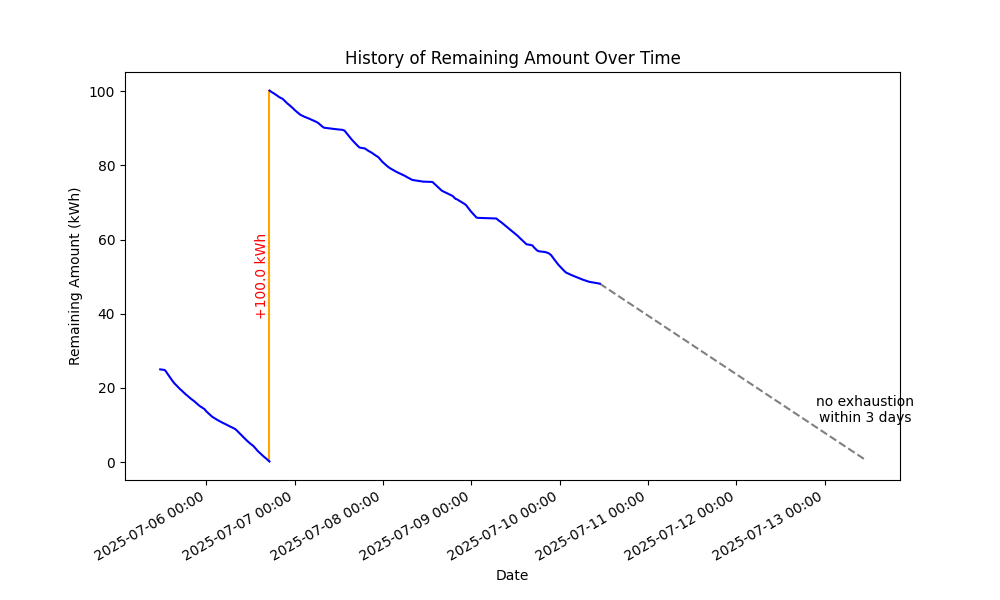 History of Remaining Amount Over Time
Remaining Amount (kWh)
100
80
60
40
20
0
+100.0 kWh
no exhaustion
within 3 days
2025-07-06 00:00
2025-07-07 00:00
2025-07-08 00:00
2025-07-09 00:00
2025-07-10 00:00
2025-07-11 00:00
2025-07-12 00:00
2025-07-13 00:00
Date